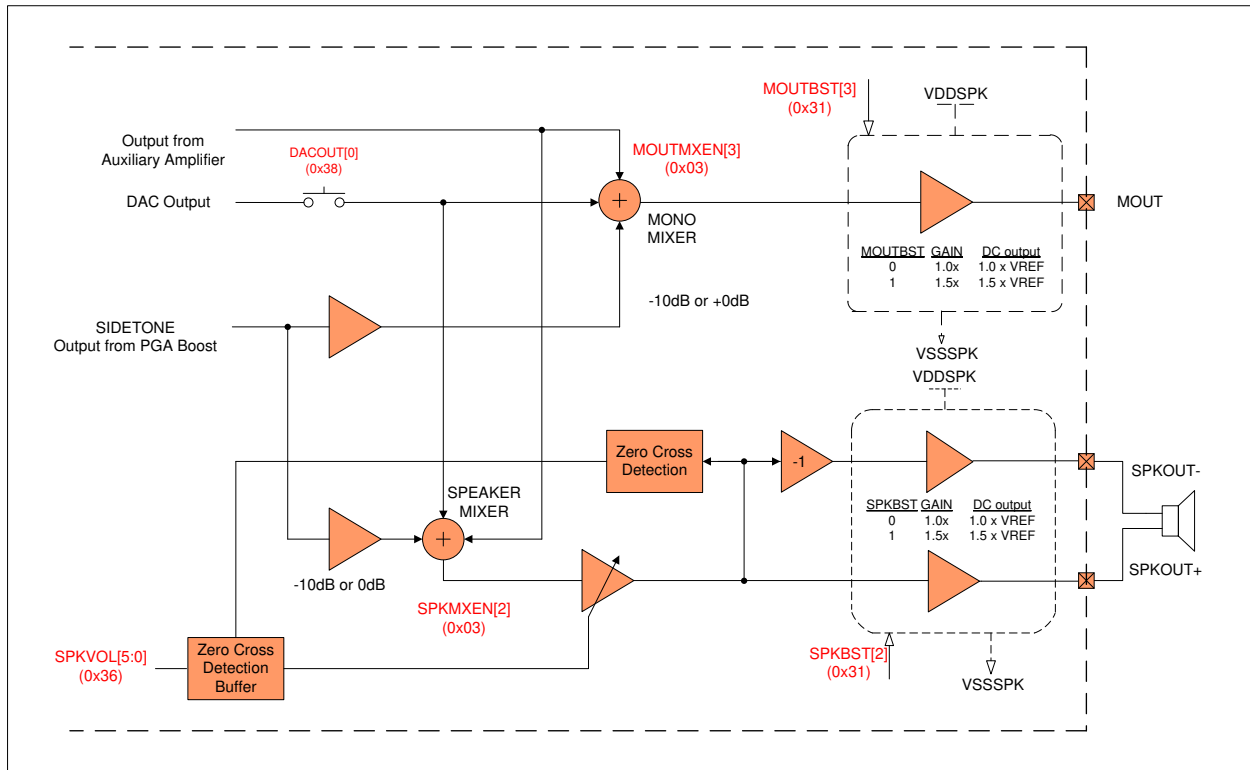 MOUTBST[3]
(0x31)
VDDSPK
Output from
Auxiliary Amplifier
DACOUT[0]
(0x38)
MOUTMXEN[3]
(0x03)
DAC Output
+
MONO
MIXER
MOUT
MOUTBST GAIN DC output
0 1.0x 1.0 x VREF
1 1.5x 1.5 x VREF
-10dB or +0dB
SIDETONE
Output from PGA Boost
VSSSPK
VDDSPK
Zero Cross
Detection
-1
SPKOUT-
SPEAKER
MIXER
+
SPKBST GAIN DC output
0 1.0x 1.0 x VREF
1 1.5x 1.5 x VREF
-10dB or 0dB
SPKOUT+
SPKMXEN[2]
(0x03)
SPKVOL[5:0]
(0x36)
Zero Cross
Detection
Buffer
SPKBST[2]
(0x31)
VSSSPK